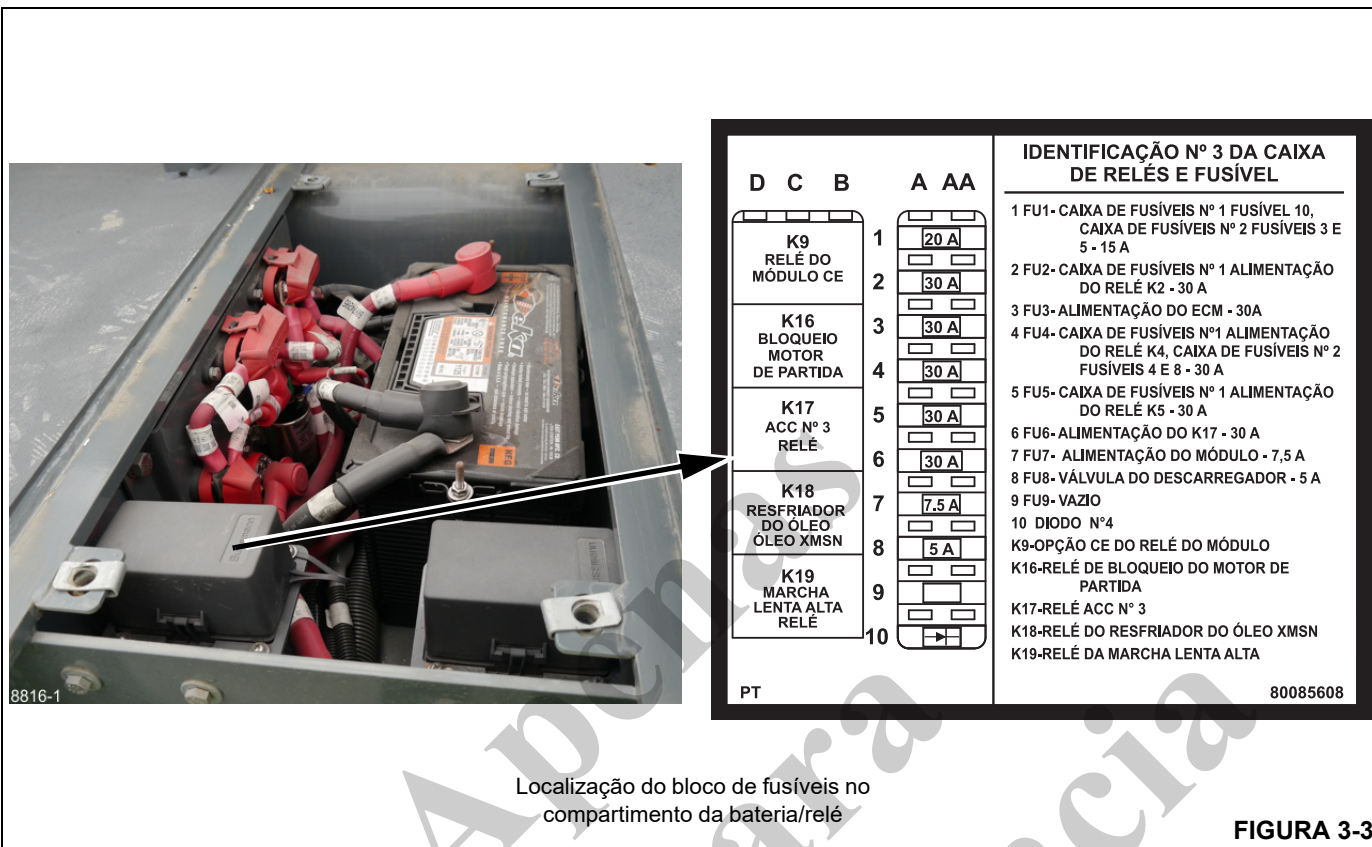 8816-1
eka
NFG
D C B A AA
K9
RELÉ DO
MÓDULO CE
K16
BLOQUEIO
MOTOR
DE PARTIDA
K17
ACC Nº 3
RELÉ
K18
RESFRIADOR
DO ÓLEO
ÓLEO XMSN
K19
MARCHA
LENTA ALTA
RELÉ
1 20 A
2 30 A
3 30 A
4 30 A
5 30 A
6 30 A
7 7.5 A
8 5 A
9
10
PT
IDENTIFICAÇÃO Nº 3 DA CAIXA
DE RELÉS E FUSÍVEL
1 FU1- CAIXA DE FUSÍVEIS Nº 1 FUSÍVEL 10,
CAIXA DE FUSÍVEIS Nº 2 FUSÍVEIS 3 E
5 - 15 A
2 FU2- CAIXA DE FUSÍVEIS Nº 1 ALIMENTAÇÃO
DO RELÉ K2 - 30 A
3 FU3- ALIMENTAÇÃO DO ECM - 30A
4 FU4- CAIXA DE FUSÍVEIS Nº1 ALIMENTAÇÃO
DO RELÉ K4, CAIXA DE FUSÍVEIS Nº 2
FUSÍVEIS 4 E 8 - 30 A
5 FU5- CAIXA DE FUSÍVEIS Nº 1 ALIMENTAÇÃO
DO RELÉ K5 - 30 A
6 FU6- ALIMENTAÇÃO DO K17 - 30 A
7 FU7- ALIMENTAÇÃO DO MÓDULO - 7,5 A
8 FU8- VÁLVULA DO DESCARREGADOR - 5 A
9 FU9- VAZIO
10 DIODO N°4
K9-OPÇÃO CE DO RELÉ DO MÓDULO
K16-RELÉ DE BLOQUEIO DO MOTOR DE
PARTIDA
K17-RELÉ ACC N° 3
K18-RELÉ DO RESFRIADOR DO ÓLEO XMSN
K19-RELÉ DA MARCHA LENTA ALTA
80085608
Localização do bloco de fusíveis no
compartimento da bateria/relé
FIGURA 3-3
Apenas
para